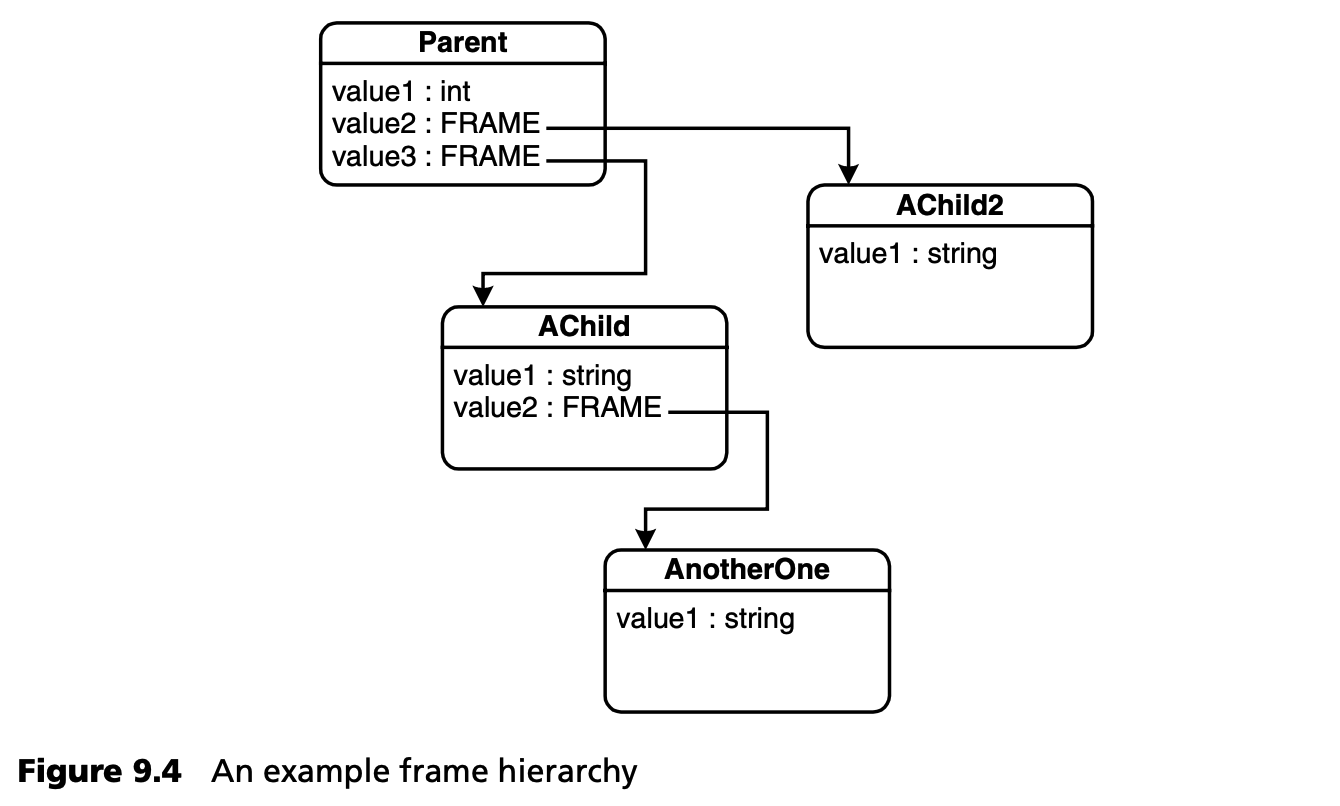 Parent
value1 : int
value2 : FRAME
value3 : FRAME
AChild2
value1 : string
AChild
value1 : string
value2 : FRAME
AnotherOne
value1 : string
Figure 9.4 An example frame hierarchy